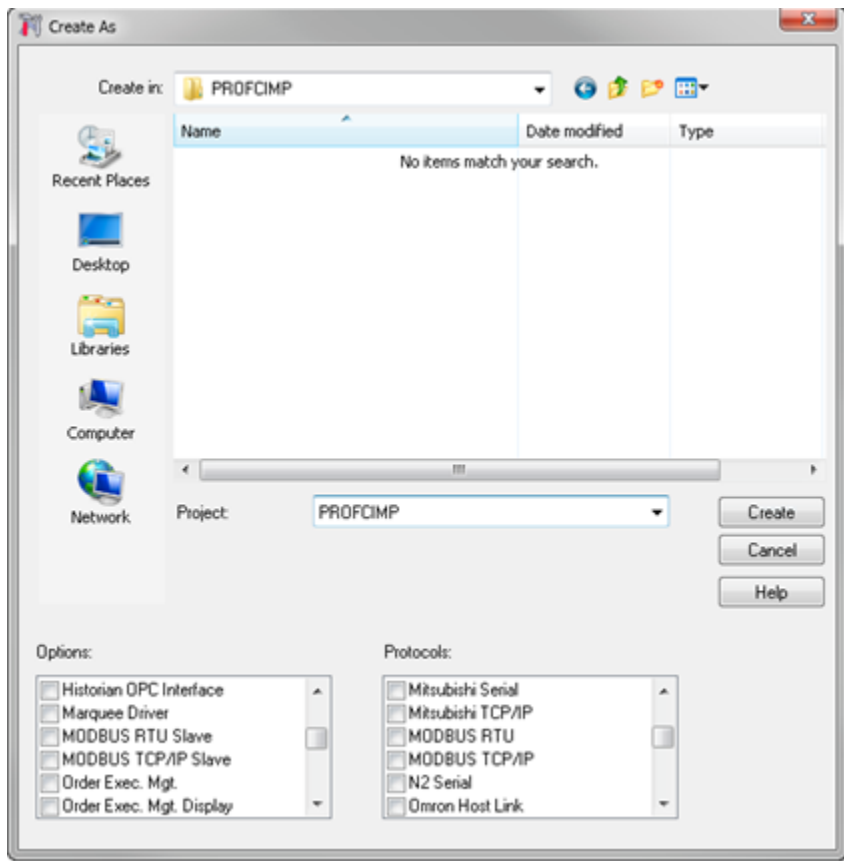 Create As
Create in: PROFCIMP
Name Date modified Type
No items match your search.
Recent Places
Desktop
Libraries
Computer
Network
Project: PROFCIMP
Create
Cancel
Help
Options: Protocols:
Historian OPC Interface Mitsubishi Serial
Marquee Driver Mitsubishi TCP/IP
MODBUS RTU Slave MODBUS RTU
MODBUS TCP/IP Slave MODBUS TCP/IP
Order Exec. Mgt. N2 Serial
Order Exec. Mgt. Display Omron Host Link